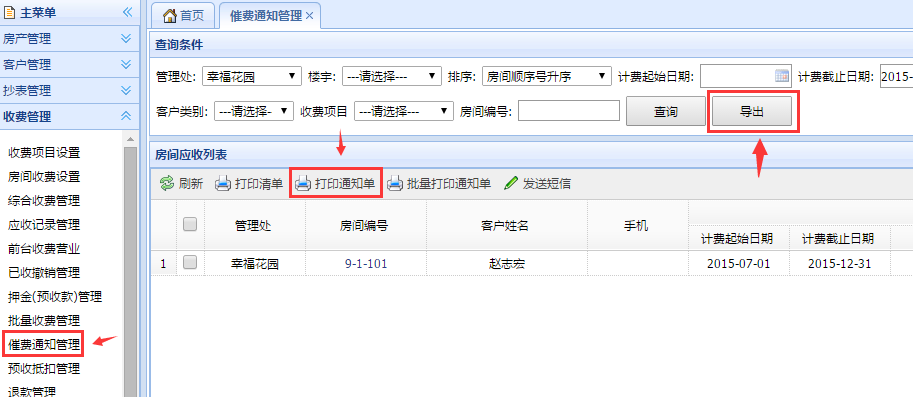 主菜单
房产管理
客户管理
抄表管理
收费管理
收费项目设置
房间收费设置
综合收费管理
应收记录管理
前台收费营业
已收撤销管理
押金(预收款)管理
批量收费管理
催费通知管理
预收抵扣管理
退款管理
首页 催费通知管理
查询条件
管理处: 幸福花园 楼宇: ---请选择--- 排序: 房间顺序号升序 计费起始日期: 计费截止日期: 2015-
客户类别: ---请选择- 收费项目 ---请选择--- 房间编号: 查询 导出
房间应收列表
刷新 打印清单 打印通知单 批量打印通知单 发送短信
管理处 房间编号 客户姓名 手机
计费起始日期 计费截止日期
1 幸福花园 9-1-101 赵志宏 2015-07-01 2015-12-31